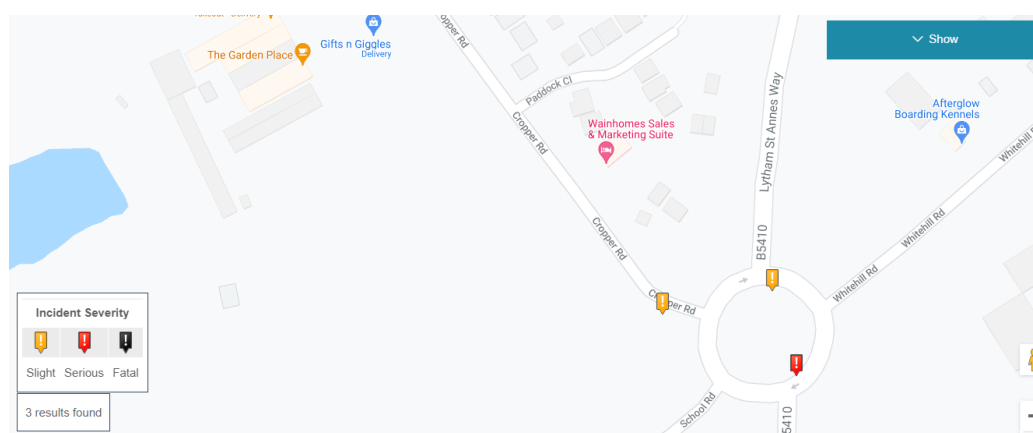 Delivery
Gifts n Giggles
Delivery
The Garden Place
Cropper Rd
Show
Paddock Cl
Cropper Rd
Wainhomes Sales
& Marketing Suite
Lytham St Annes Way
Afterglow
Boarding Kennels
Whitehill Rd
Whitehill Rd
Cropper Rd
B5410
Whitehill Rd
Incident Severity
Slight Serious Fatal
3 results found
School Rd
B5410